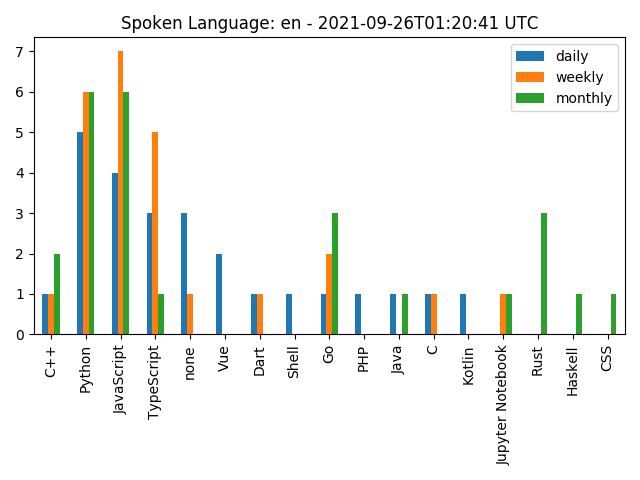 Spoken Language: en - 2021-09-26T01:20:41 UTC
daily
weekly
monthly
7
6
5
4
3
2
1
0
C++
Python
JavaScript
TypeScript
none
Vue
Dart
Shell
Go
PHP
Java
C
Kotlin
Jupyter Notebook
Rust
Haskell
CSS